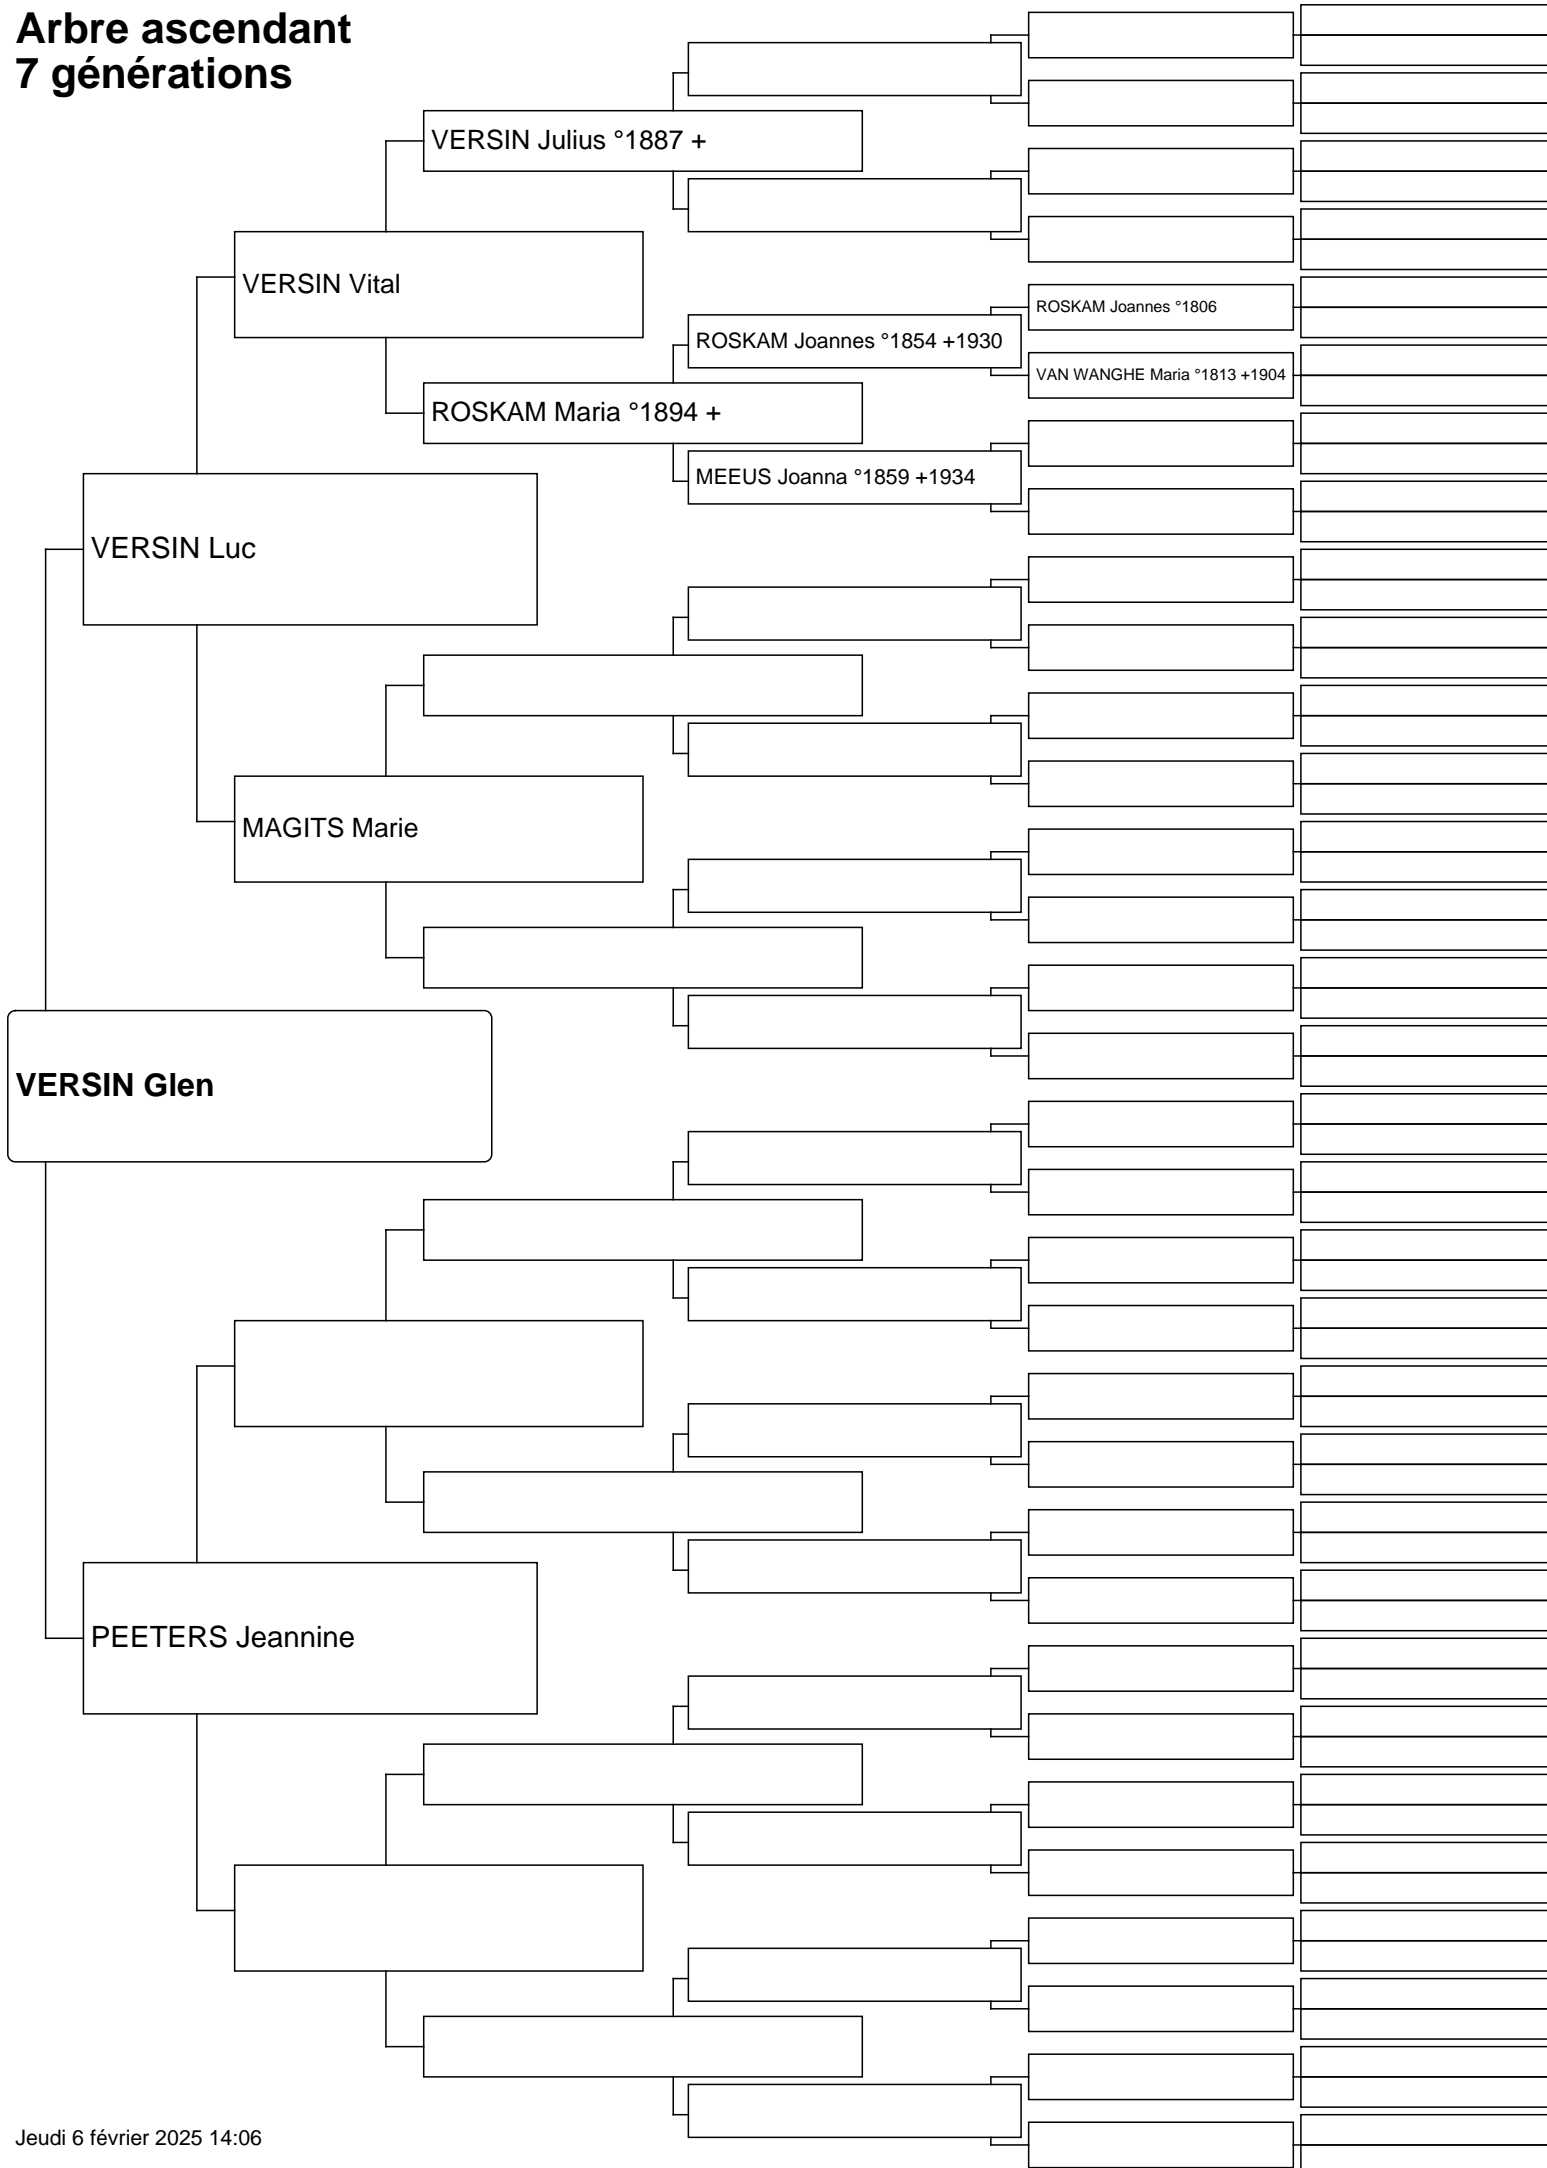 Arbre ascendant
7 générations
VERSIN Julius °1887 +
VERSIN Vital
ROSKAM Joannes °1806
ROSKAM Joannes °1854 +1930
VAN WANGHE Maria °1813 +1904
ROSKAM Maria °1894 +
MEEUS Joanna °1859 +1934
VERSIN Luc
MAGITS Marie
VERSIN Glen
PEETERS Jeannine
Jeudi 6 février 2025 14:06